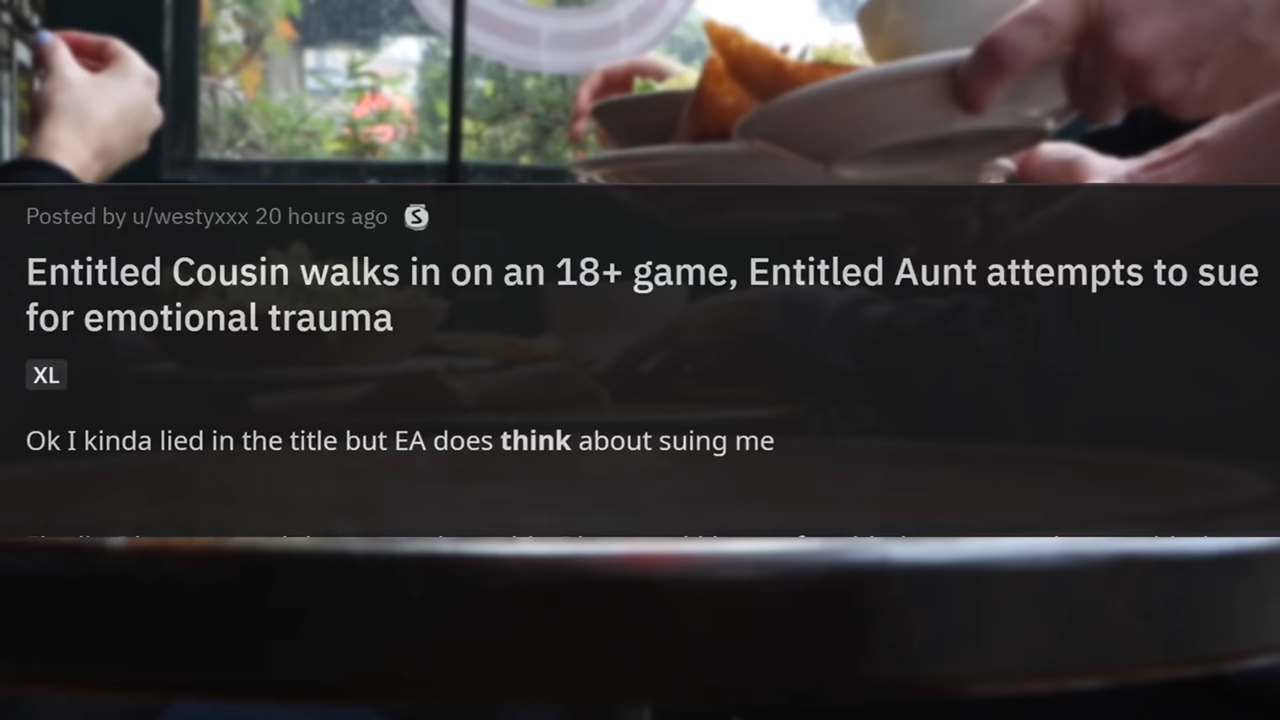 Posted by u/westyxxx 20 hours ago
Entitled Cousin walks in on an 18+ game, Entitled Aunt attempts to sue
for emotional trauma
XL
Ok I kinda lied in the title but EA does think about suing me